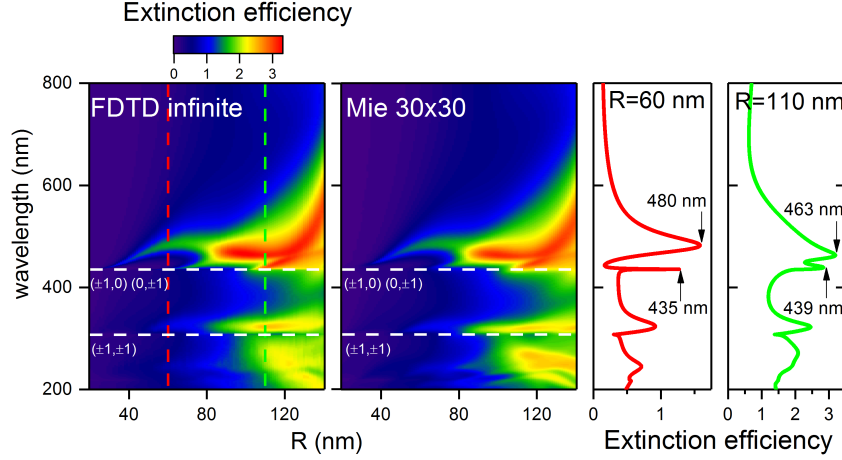 Extinction efficiency
0 1 2 3
wavelength (nm)
800
600
400
200
FDTD infinite
(±1,0) (0,±1)
(±1,±1)
40 80 120
Mie 30x30
(±1,0) (0,±1)
(±1,±1)
40 80 120
R (nm)
R=60 nm
480 nm
435 nm
0 1
R=110 nm
463 nm
439 nm
0 1 2 3
Extinction efficiency